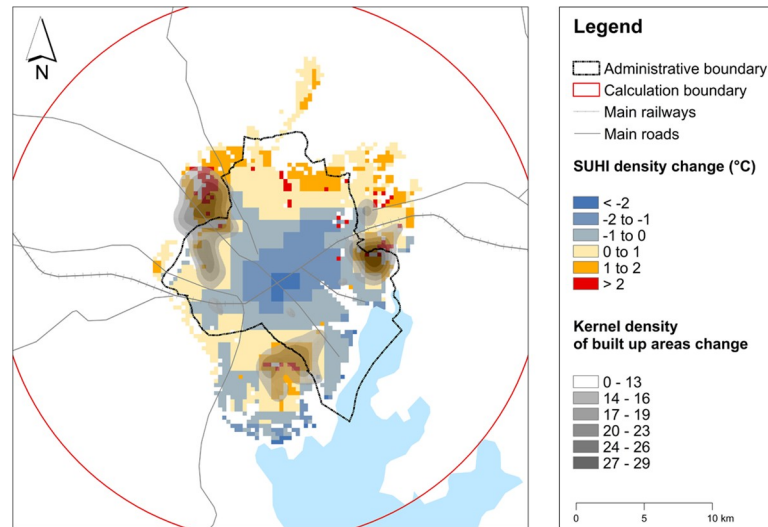 N
Legend
Administrative boundary
Calculation boundary
Main railways
Main roads
SUHI density change (°C)
< -2
-2 to -1
-1 to 0
0 to 1
1 to 2
> 2
Kernel density
of built up areas change
0 - 13
14 - 16
17 - 19
20 - 23
24 - 26
27 - 29
0 5 10 km